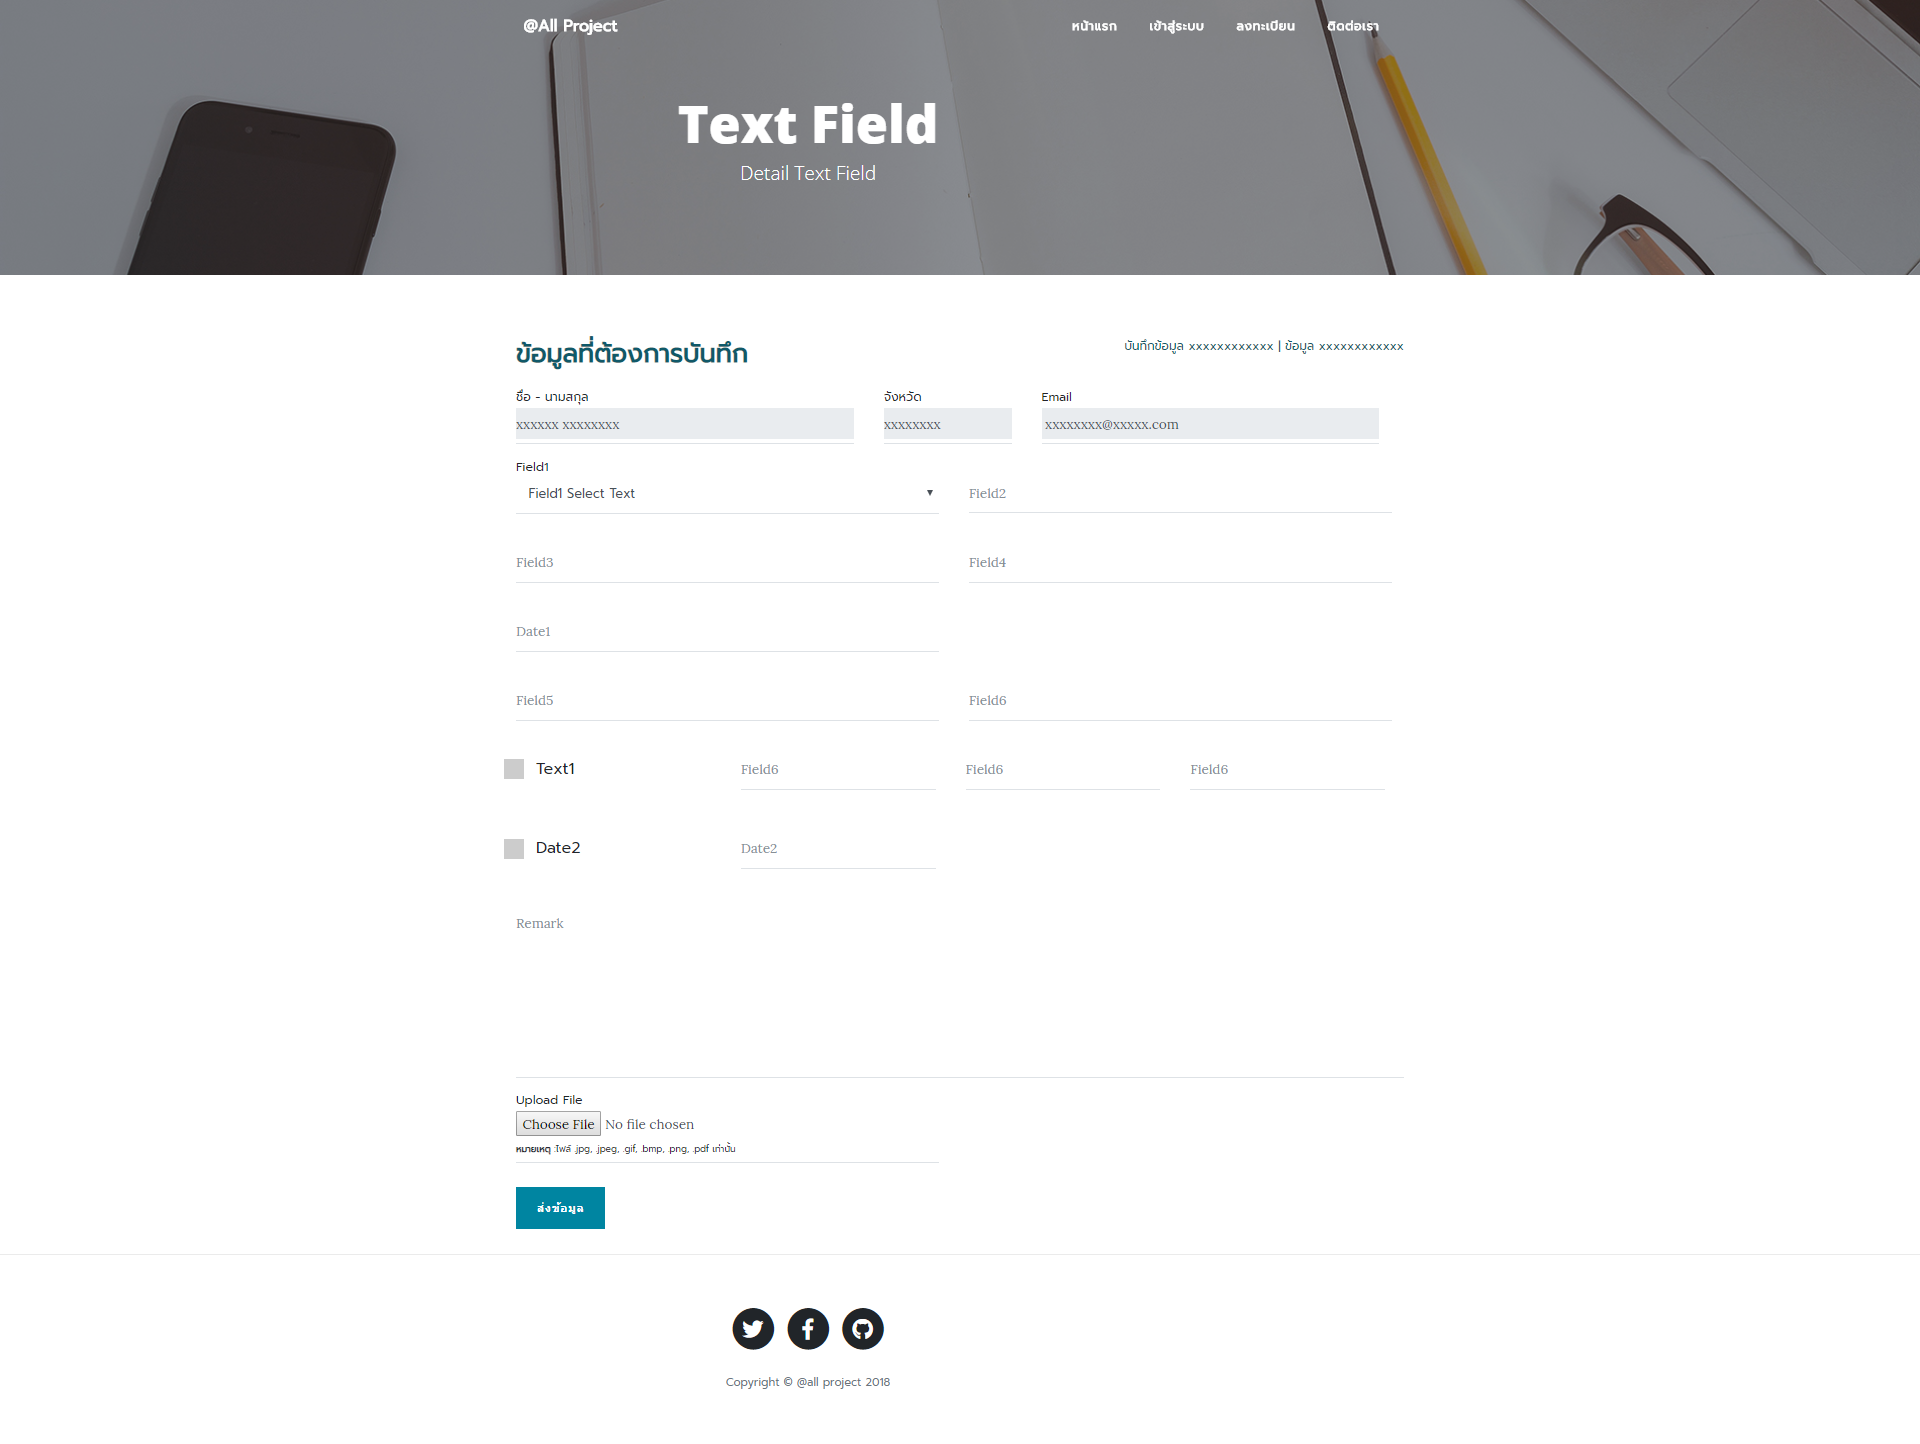 @All Project
หน้าแรก เข้าสู่ระบบ ลงทะเบียน ติดต่อเรา
Text Field
Detail Text Field
ข้อมูลที่ต้องการบันทึก
บันทึกข้อมูล xxxxxxxxxxxx | ข้อมูล xxxxxxxxxxxx
ชื่อ - นามสกุล จังหวัด Email
xxxxxx xxxxxxxx xxxxxxxx xxxxxxxx@xxxxx.com
Field1
Field1 Select Text Field2
Field3 Field4
Date1
Field5 Field6
Text1 Field6 Field6 Field6
Date2 Date2
Remark
Upload File
Choose File No file chosen
หมายเหตุ :ไฟล์ .jpg, .jpeg, .gif, .bmp, .png, .pdf เท่านั้น
ส่งข้อมูล
Copyright © @all project 2018